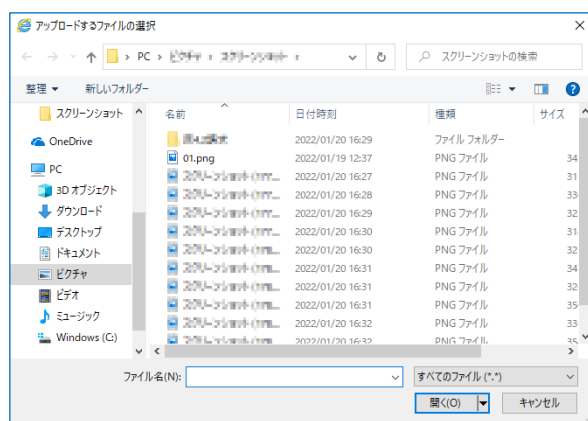 アップロードするファイルの選択
PC
スクリーンショットの検索
整理 新しいフォルダー
名前 日付時刻 種類 サイズ
スクリーンショット
OneDrive
PC
3D オブジェクト
ダウンロード
デスクトップ
ドキュメント
ピクチャ
ビデオ
ミュージック
Windows (C:)
2022/01/20 16:29 ファイル フォルダー
01.png 2022/01/19 12:37 PNG ファイル 34
2022/01/20 16:27 PNG ファイル 31
2022/01/20 16:28 PNG ファイル 33
2022/01/20 16:29 PNG ファイル 32
2022/01/20 16:30 PNG ファイル 31
2022/01/20 16:30 PNG ファイル 32
2022/01/20 16:31 PNG ファイル 34
2022/01/20 16:31 PNG ファイル 32
2022/01/20 16:31 PNG ファイル 35
2022/01/20 16:32 PNG ファイル 33
2022/01/20 16:32 PNG ファイル 35
ファイル名(N): すべてのファイル (*.*)
開く(O) キャンセル